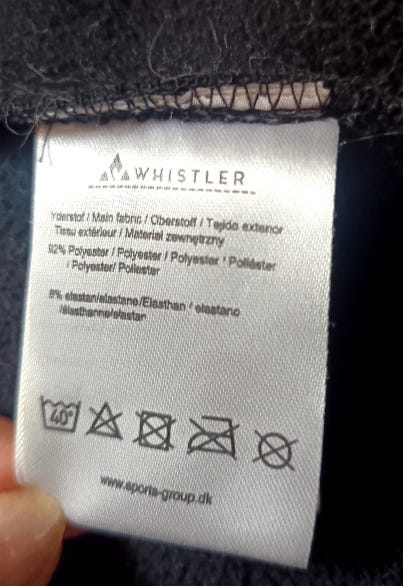 WHISTLER
Yderstof / Main fabric / Oberstoff / Tejido exterior
Tissu extérieur / Materiał zewnętrzny
92% Polyester / Polyester / Polyester / Poliéster
/ Polyester/ Poliester
8% elastan/elastane/Elasthan / elastano
/élasthanne/elastan
40°
www.sports-group.dk